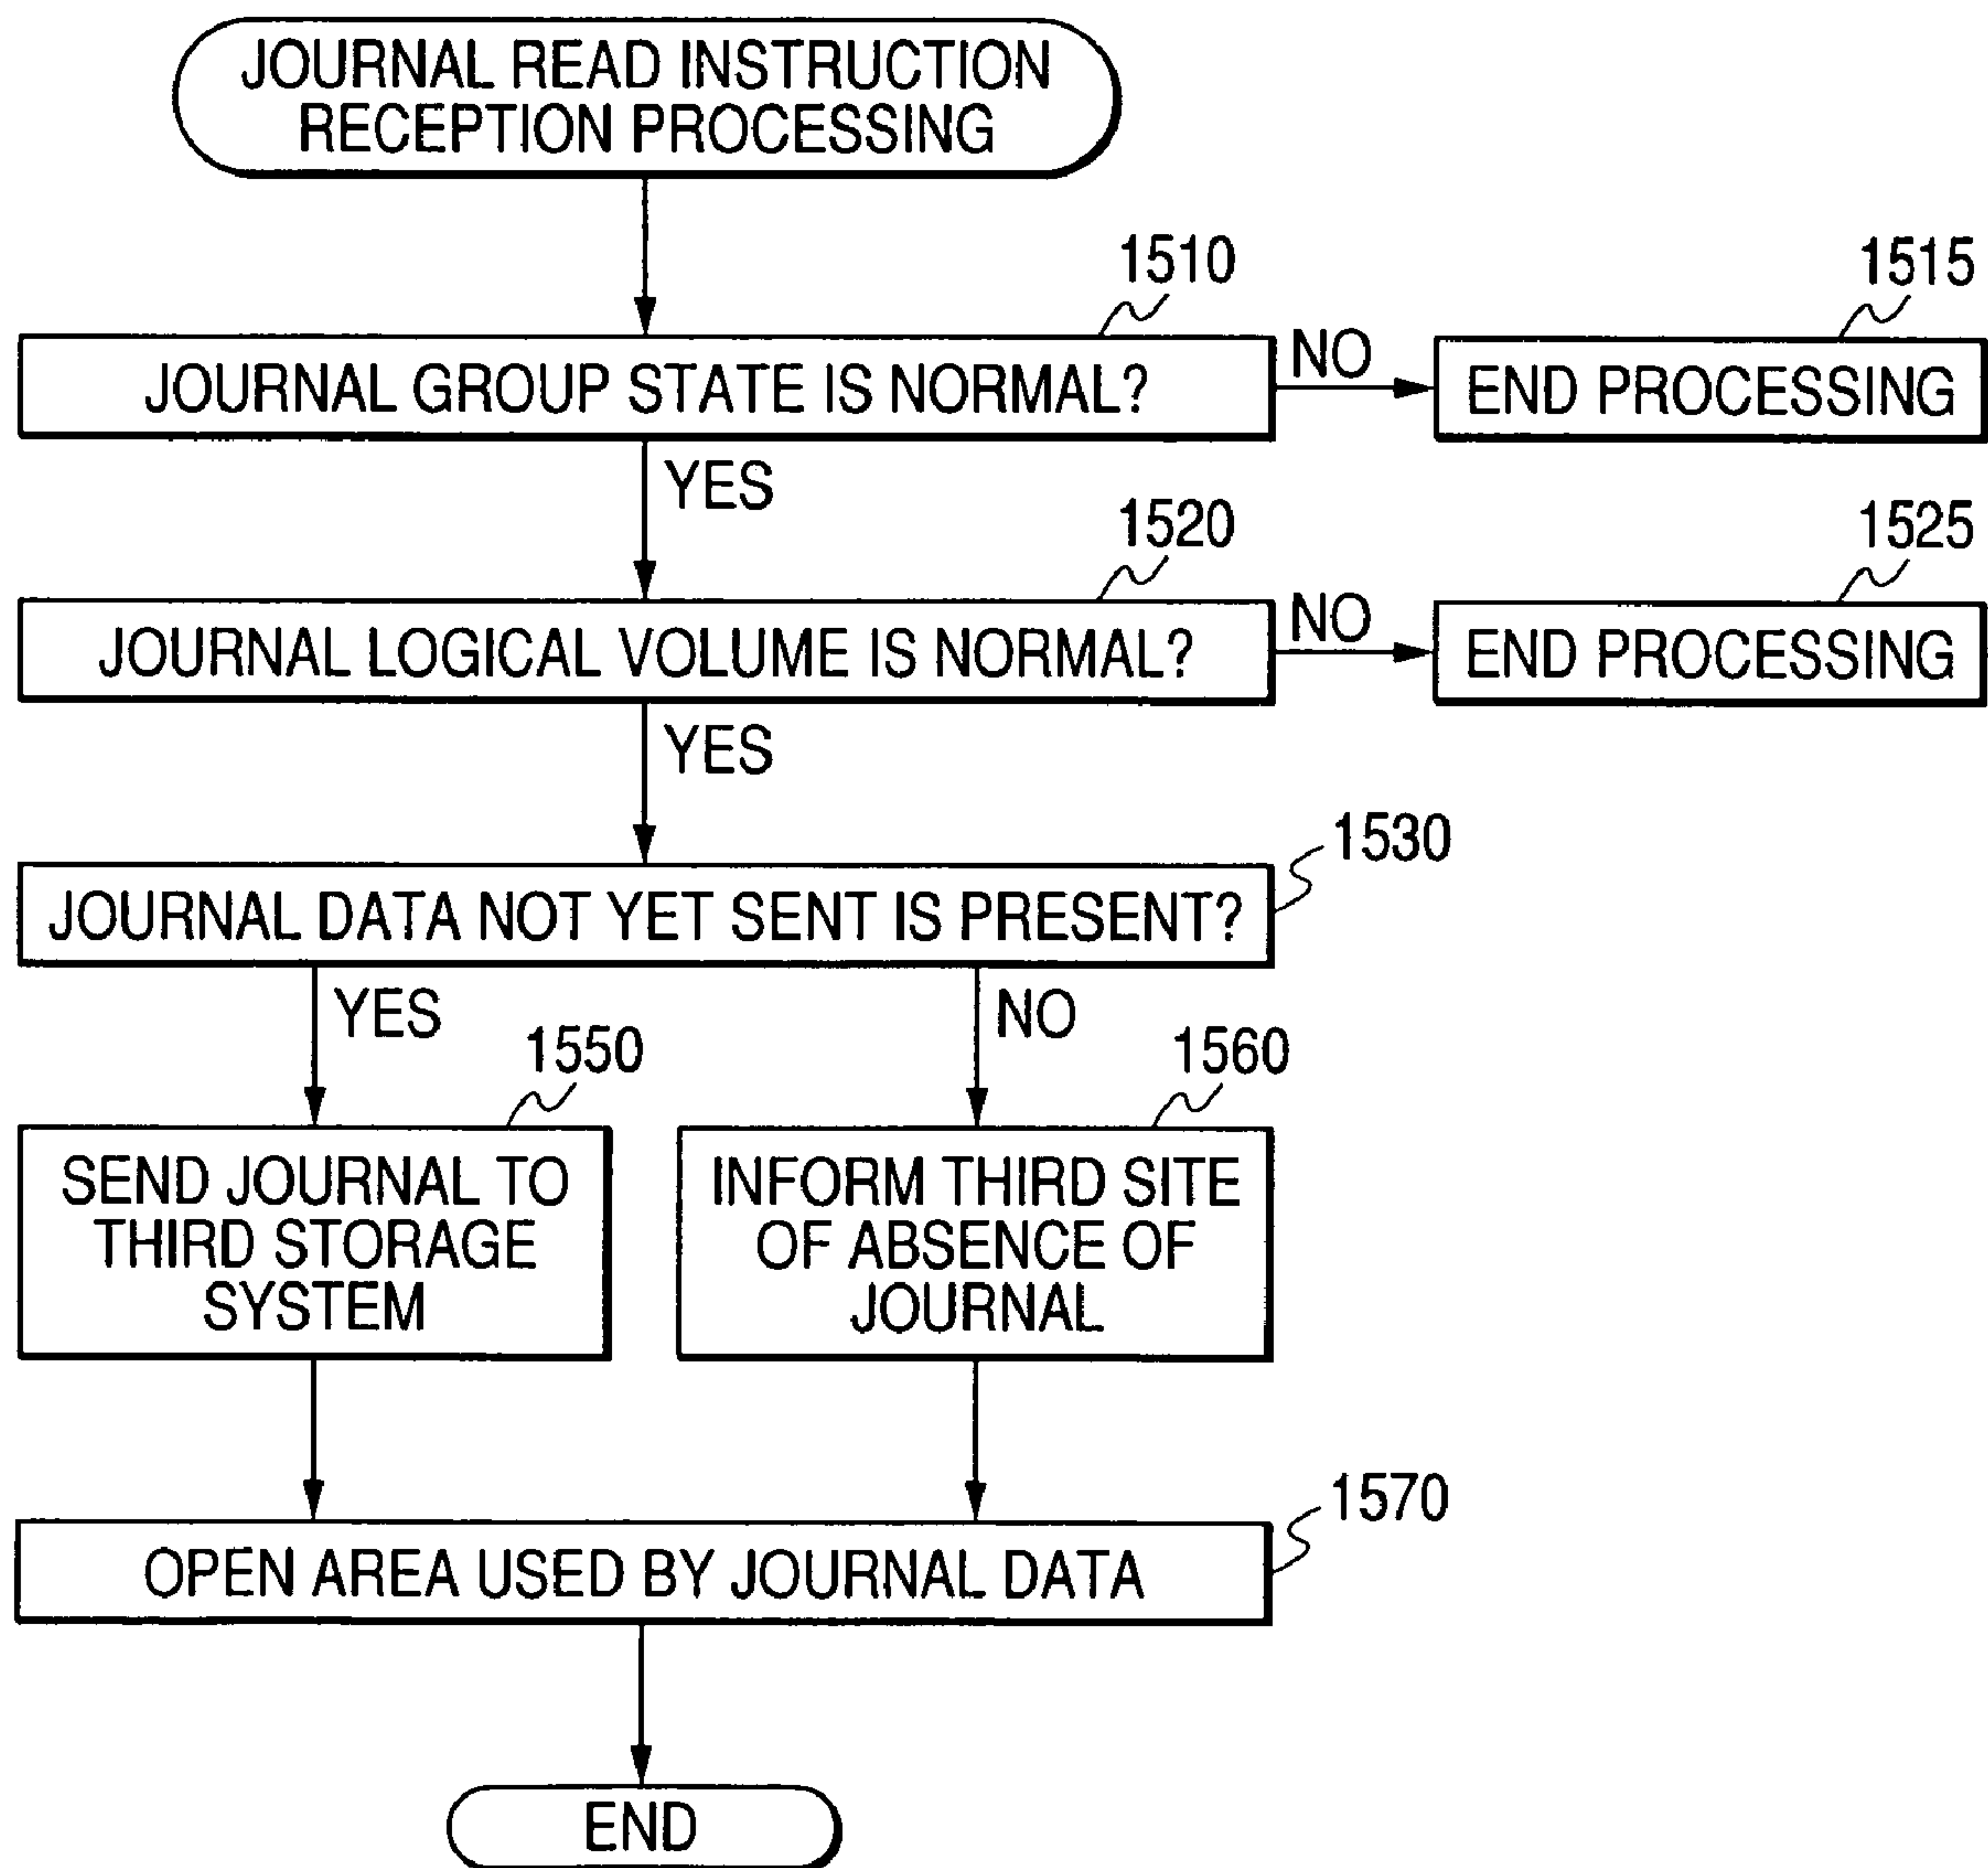 JOURNAL READ INSTRUCTION
RECEPTION PROCESSING
1510
1515
JOURNAL GROUP STATE IS NORMAL?
NO
END PROCESSING
YES
1520
1525
JOURNAL LOGICAL VOLUME IS NORMAL?
NO
END PROCESSING
YES
1530
JOURNAL DATA NOT YET SENT IS PRESENT?
YES
NO
1550
1560
SEND JOURNAL TO
THIRD STORAGE
SYSTEM
INFORM THIRD SITE
OF ABSENCE OF
JOURNAL
1570
OPEN AREA USED BY JOURNAL DATA
END